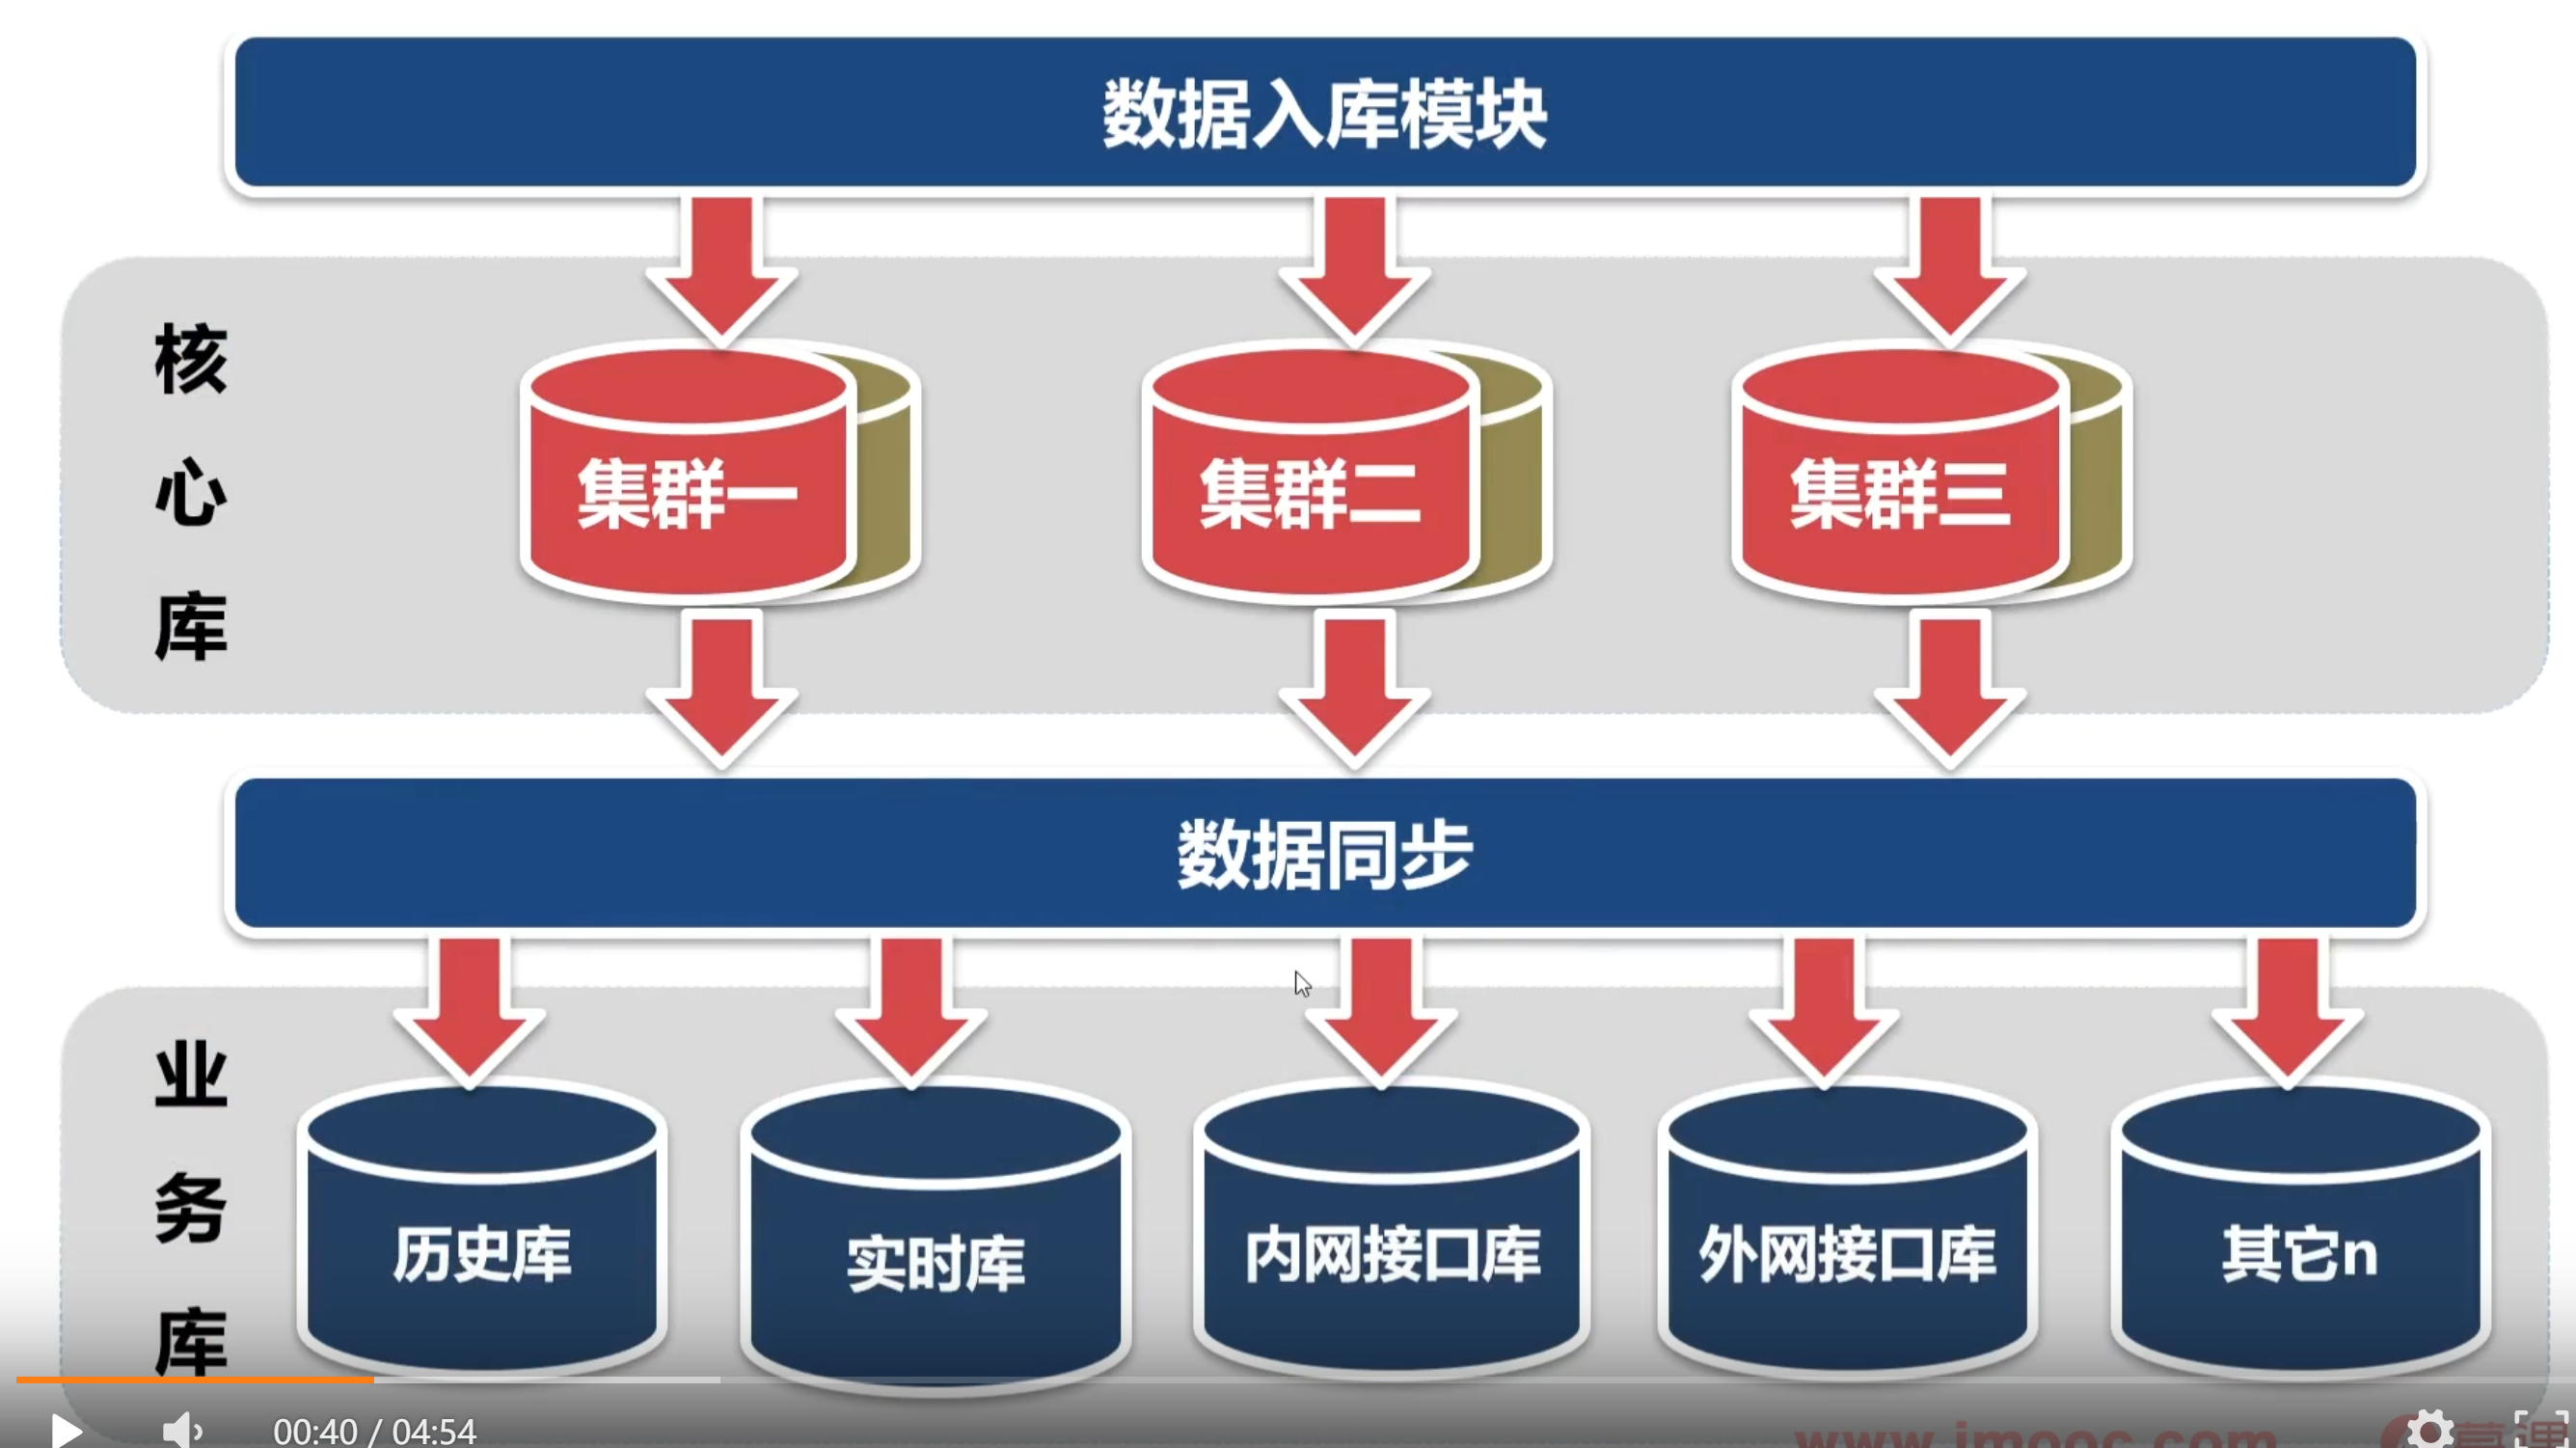 数据入库模块
核心库
集群一
集群二
集群三
数据同步
业务库
历史库
实时库
内网接口库
外网接口库
其它n
00:40 / 04:54
www.imooc.com